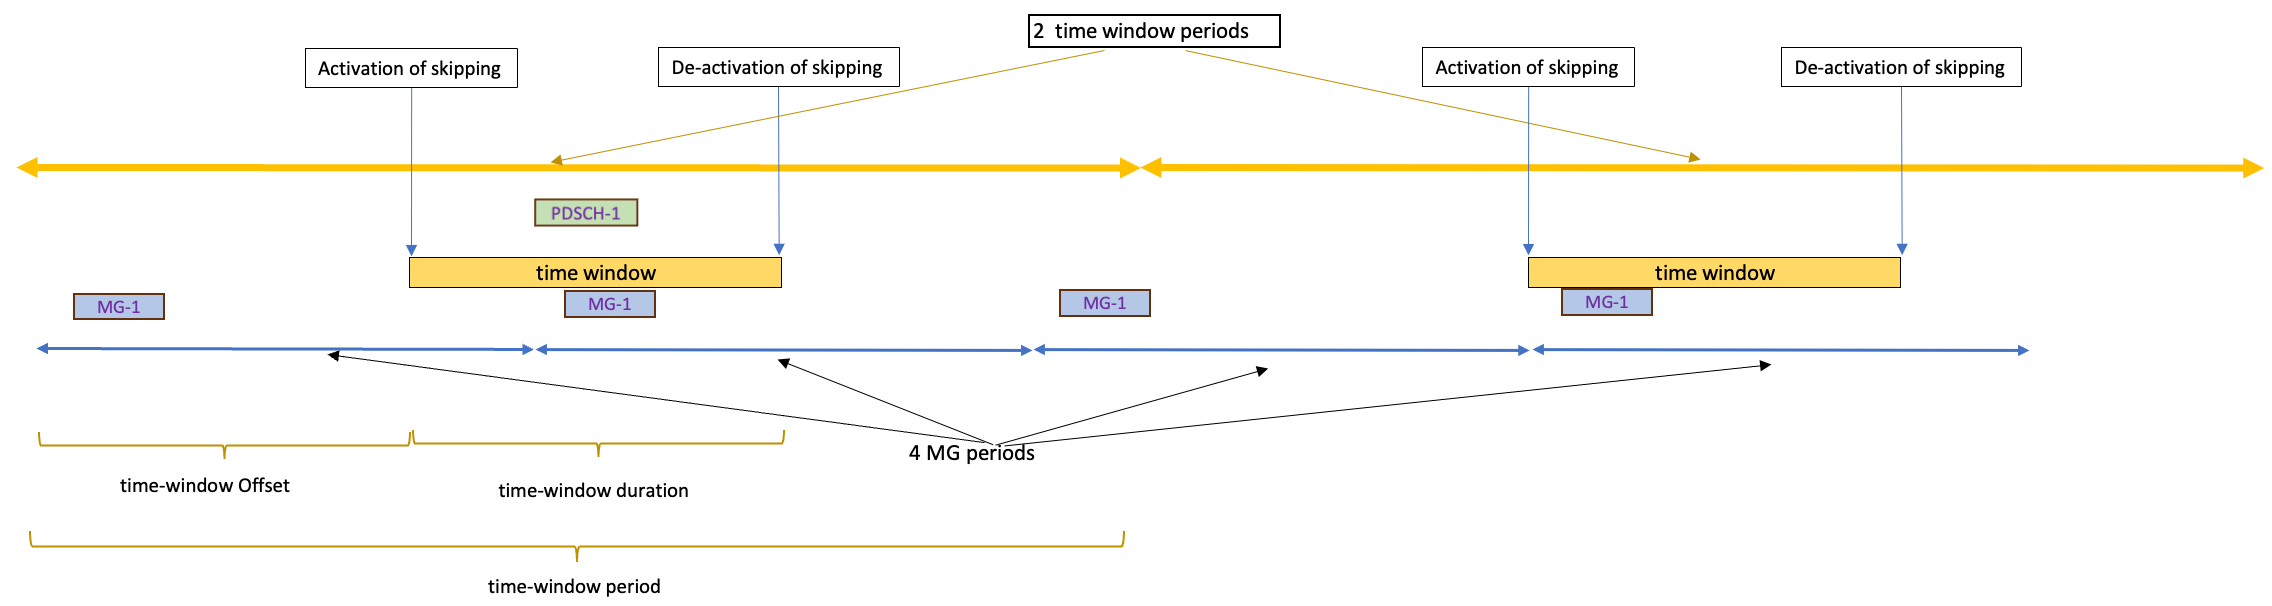 2 time window periods
Activation of skipping
De-activation of skipping
Activation of skipping
De-activation of skipping
PDSCH-1
time window
time window
MG-1
MG-1
MG-1
MG-1
4 MG periods
time-window Offset
time-window duration
time-window period